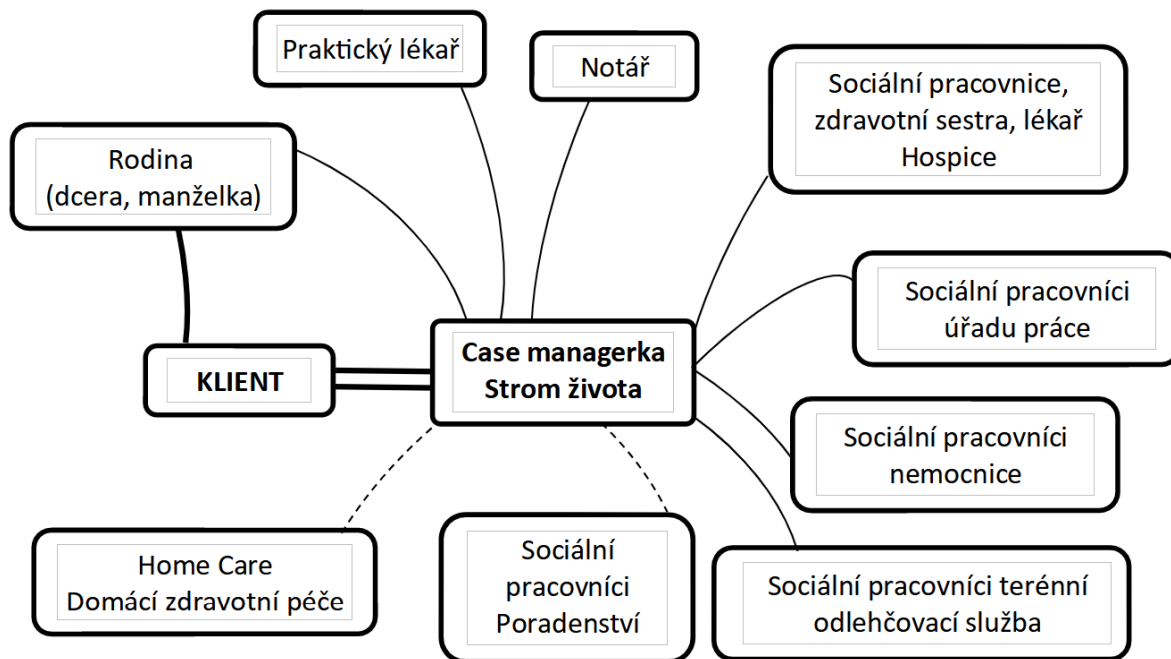 Praktický lékař
Notář
Sociální pracovnice,
zdravotní sestra, lékař
Hospice
Rodina
(dcera, manželka)
Sociální pracovníci
úřadu práce
KLIENT
Case managerka
Strom života
Sociální pracovníci
nemocnice
Home Care
Domácí zdravotní péče
Sociální
pracovníci
Poradenství
Sociální pracovníci terénní
odlehčovací služba